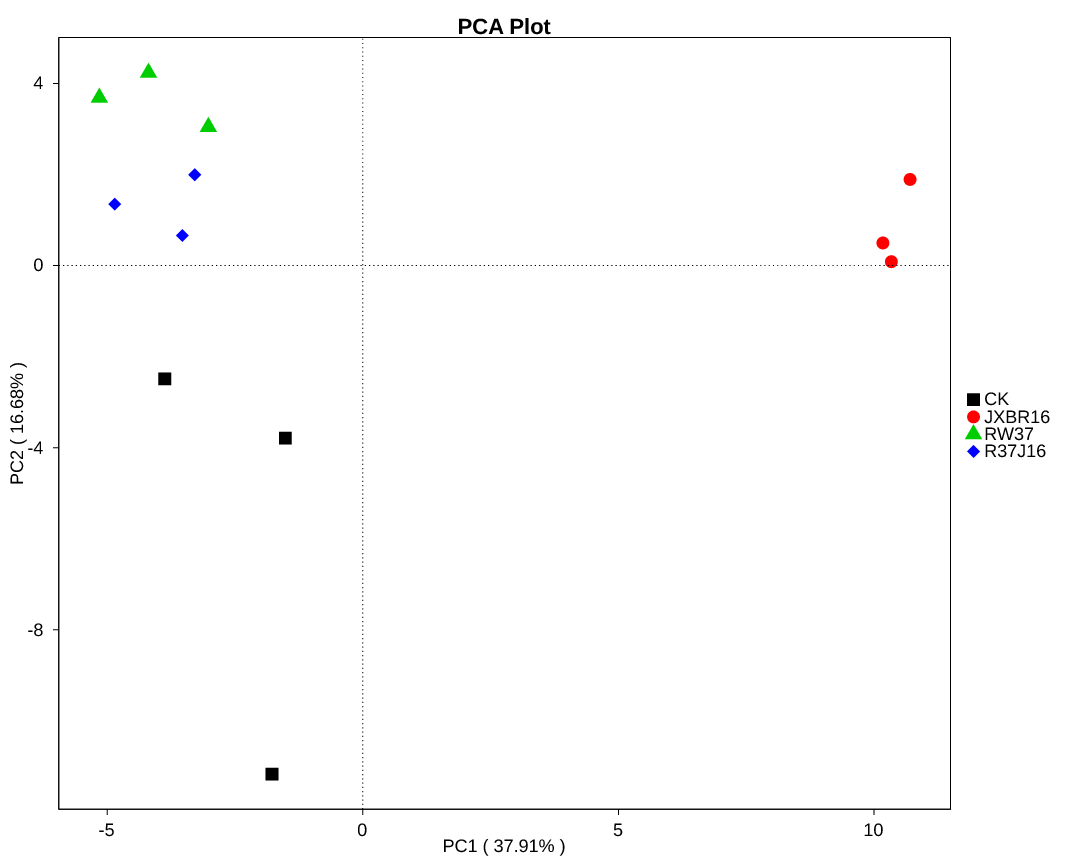 PCA Plot
4
0
-4
-8
PC2 ( 16.68% )
-5
0
5
10
PC1 ( 37.91% )
CK
JXBR16
RW37
R37J16